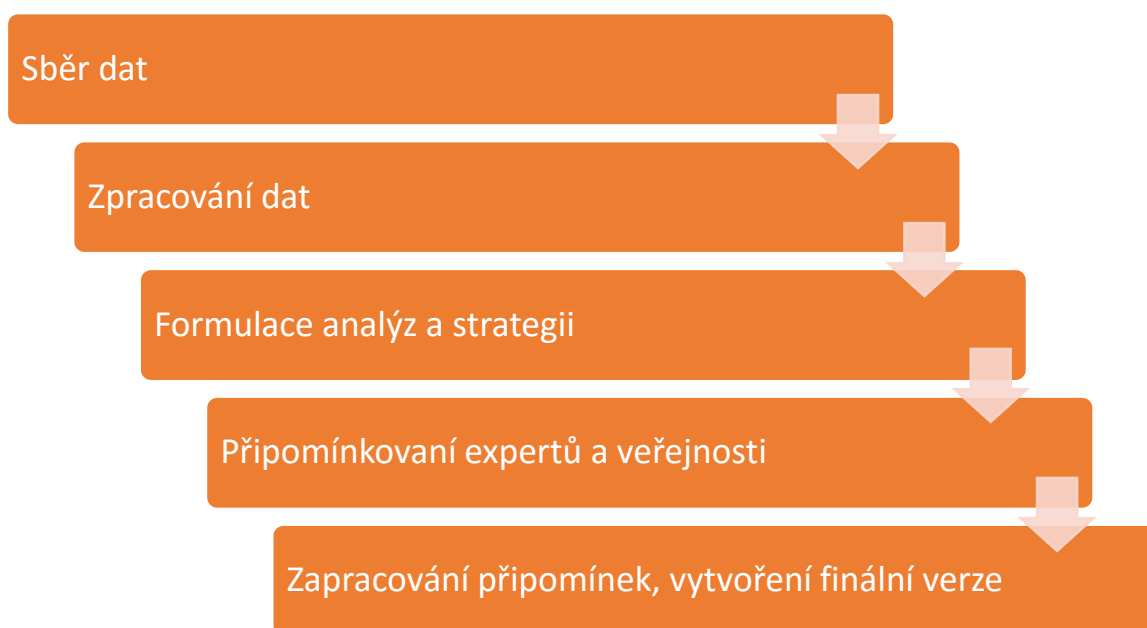 Sběr dat
Zpracování dat
Formulace analýz a strategii
Připomínkovaní expertů a veřejnosti
Zapracování připomínek, vytvoření finální verze